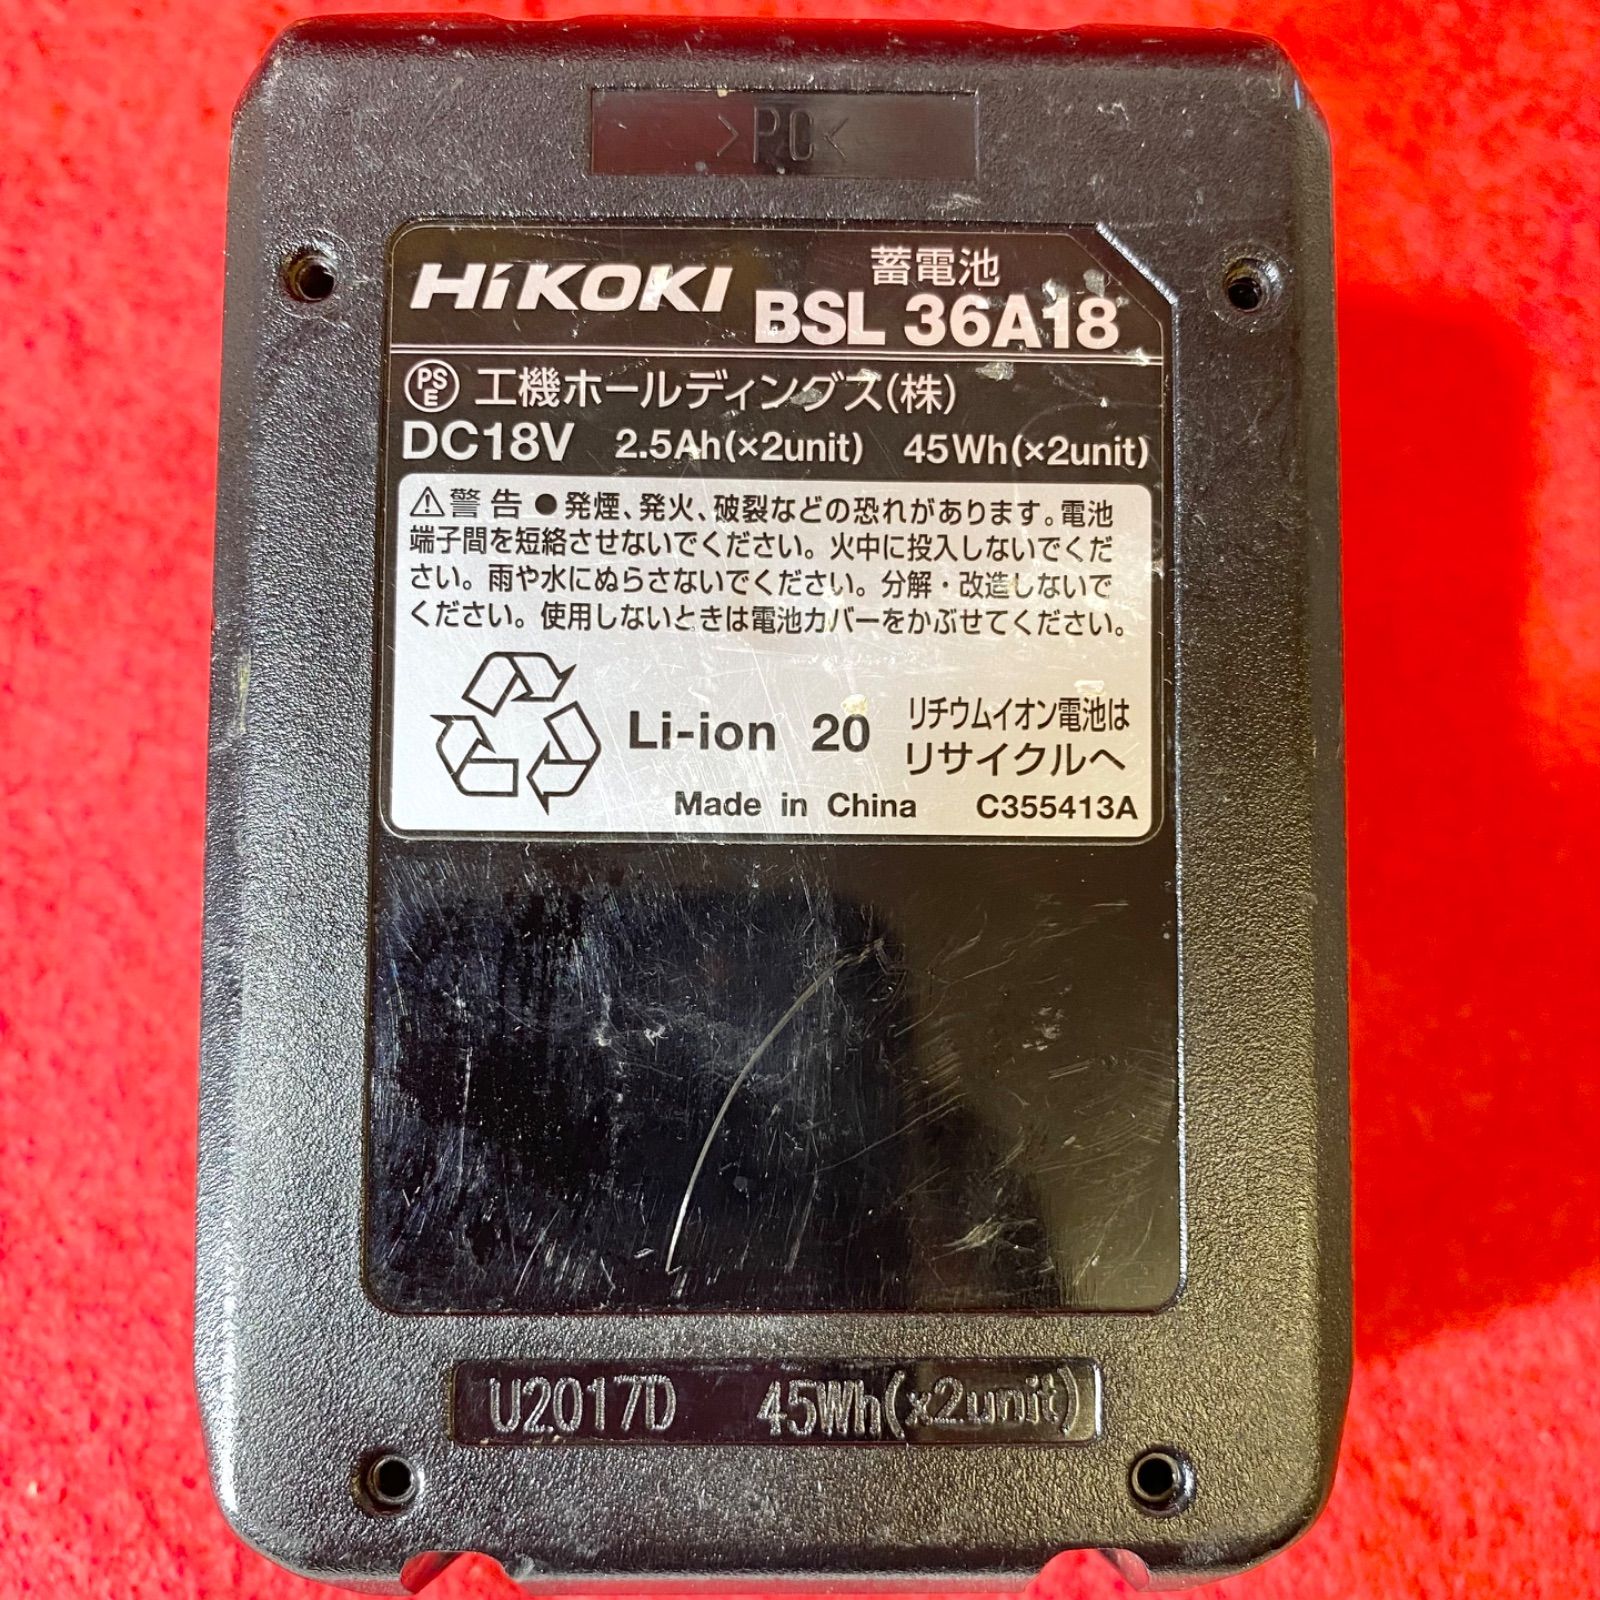 >PC<
HiKOKI 蓄電池
BSL 36A18
PSE 工機ホールディングス(株)
DC18V 2.5Ah(×2unit) 45Wh(×2unit)
⚠警告 ●発煙、発火、破裂などの恐れがあります。電池
端子間を短絡させないでください。火中に投入しないでくだ
さい。雨や水にぬらさないでください。分解・改造しないで
ください。使用しないときは電池カバーをかぶせてください。
Li-ion 20 リチウムイオン電池は
リサイクルへ
Made in China C355413A
U2017D 45Wh(x2unit)